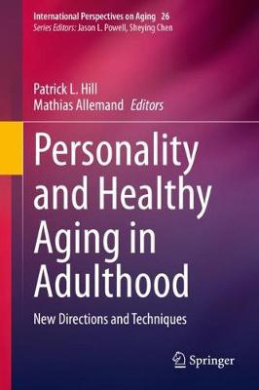 International Perspectives on Aging 26
Series Editors: Jason L. Powell, Sheying Chen
Patrick L. Hill
Mathias Allemand Editors
Personality
and Healthy
Aging in
Adulthood
New Directions and Techniques
Springer